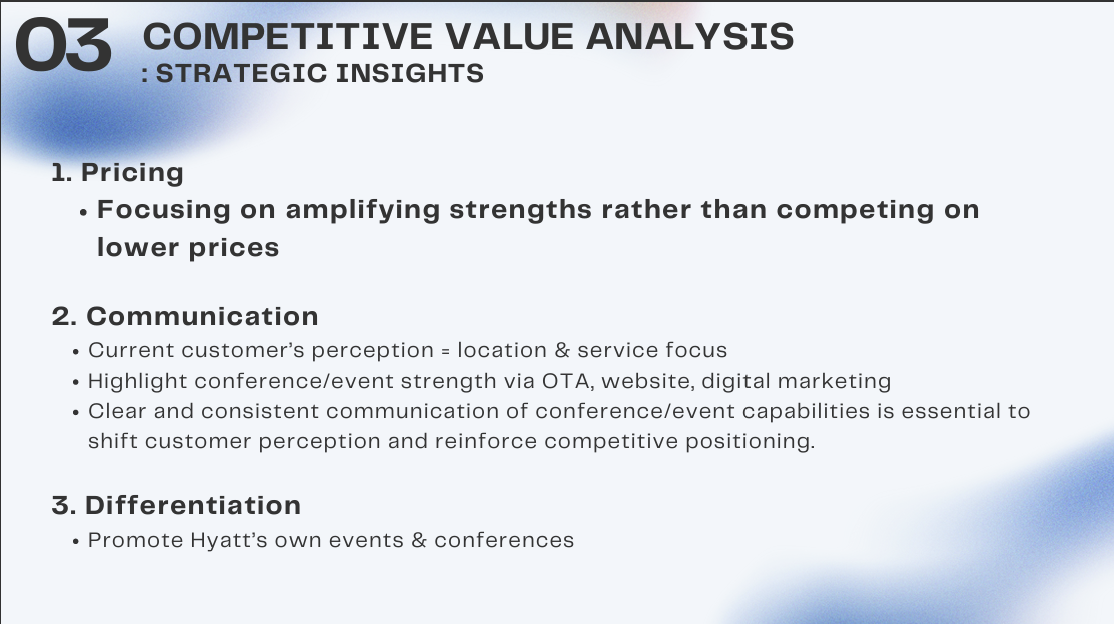 03 COMPETITIVE VALUE ANALYSIS
: STRATEGIC INSIGHTS
1. Pricing
• Focusing on amplifying strengths rather than competing on
lower prices
2. Communication
• Current customer’s perception = location & service focus
• Highlight conference/event strength via OTA, website, digital marketing
• Clear and consistent communication of conference/event capabilities is essential to
shift customer perception and reinforce competitive positioning.
3. Differentiation
• Promote Hyatt’s own events & conferences